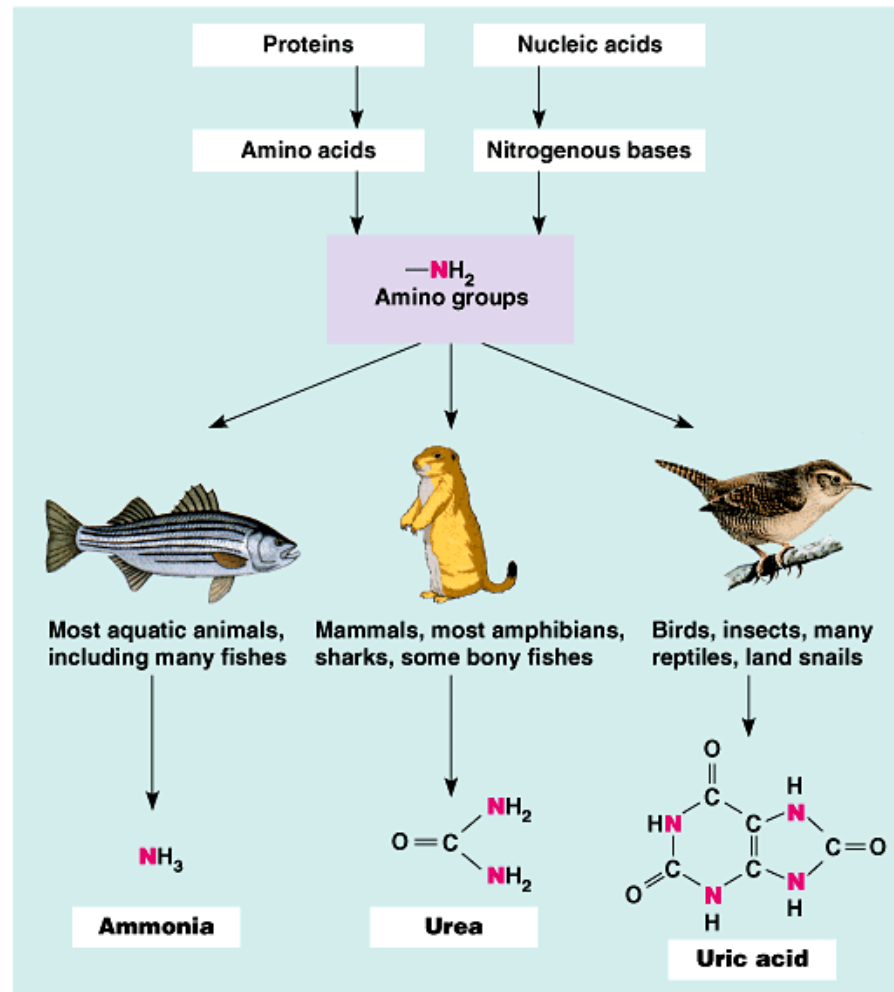 Proteins
Nucleic acids
Amino acids
Nitrogenous bases
—NH₂
Amino groups
Most aquatic animals,
including many fishes
Mammals, most amphibians,
sharks, some bony fishes
Birds, insects, many
reptiles, land snails
NH₃
Ammonia
NH₂
O=C
NH₂
Urea
O
H
C
N
HN
C
C=O
C
C
O
N
N
H
H
Uric acid